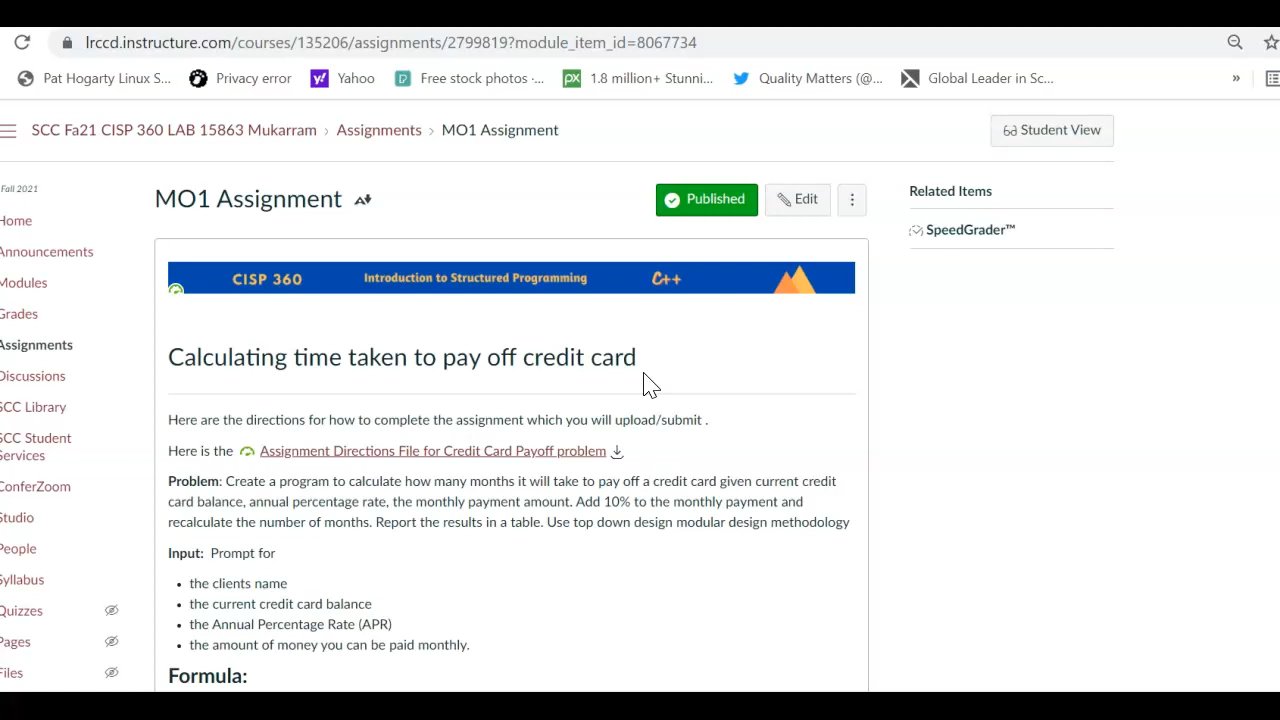 lrccd.instructure.com/courses/135206/assignments/2799819?module_item_id=8067734
Pat Hogarty Linux S... Privacy error Yahoo Free stock photos ·... 1.8 million+ Stunni... Quality Matters (@... Global Leader in Sc... »
SCC Fa21 CISP 360 LAB 15863 Mukarram › Assignments › MO1 Assignment
Student View
Fall 2021
Home
Announcements
Modules
Grades
Assignments
Discussions
SCC Library
SCC Student
Services
ConferZoom
Studio
People
Syllabus
Quizzes
Pages
Files
MO1 Assignment
Published
Edit
CISP 360 Introduction to Structured Programming C++
Calculating time taken to pay off credit card
Here are the directions for how to complete the assignment which you will upload/submit .
Here is the Assignment Directions File for Credit Card Payoff problem
Problem: Create a program to calculate how many months it will take to pay off a credit card given current credit
card balance, annual percentage rate, the monthly payment amount. Add 10% to the monthly payment and
recalculate the number of months. Report the results in a table. Use top down design modular design methodology
Input: Prompt for
• the clients name
• the current credit card balance
• the Annual Percentage Rate (APR)
• the amount of money you can be paid monthly.
Formula:
Related Items
SpeedGrader™